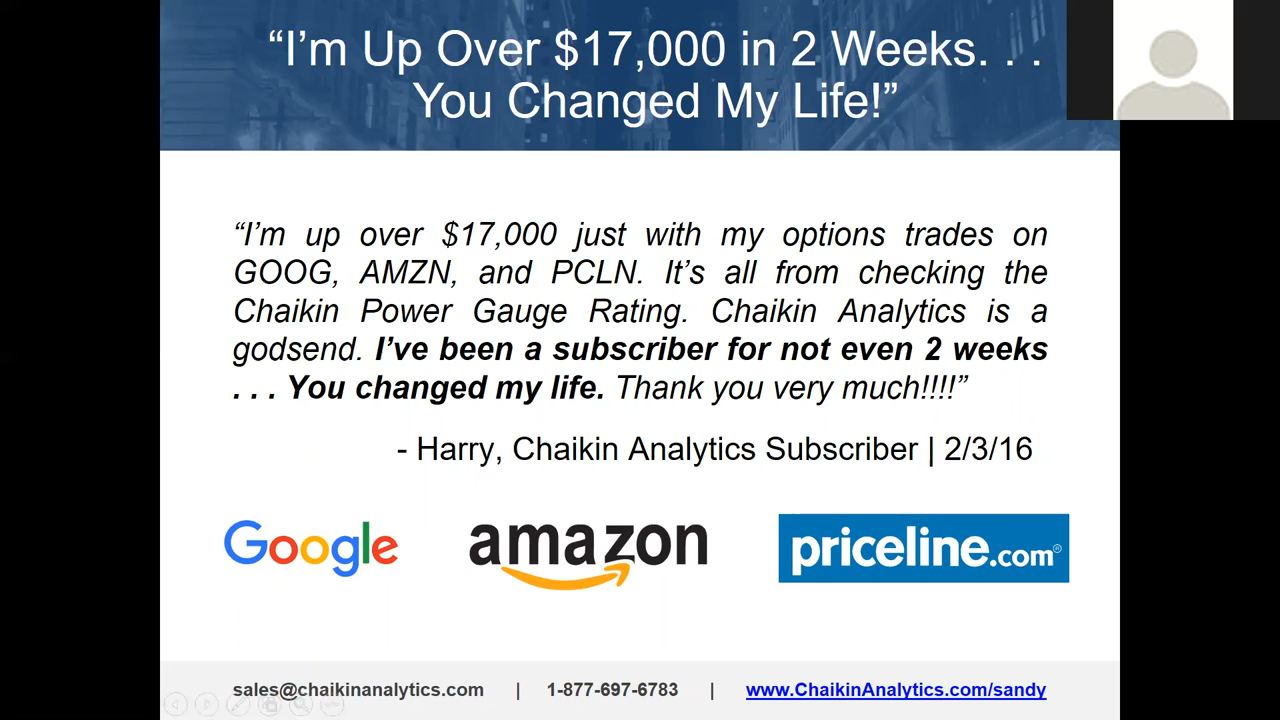 “I’m Up Over $17,000 in 2 Weeks. . .
You Changed My Life!”
“I’m up over $17,000 just with my options trades on
GOOG, AMZN, and PCLN. It’s all from checking the
Chaikin Power Gauge Rating. Chaikin Analytics is a
godsend. I’ve been a subscriber for not even 2 weeks
. . . You changed my life. Thank you very much!!!!”
- Harry, Chaikin Analytics Subscriber | 2/3/16
Google amazon priceline.com®
sales@chaikinanalytics.com | 1-877-697-6783 | www.ChaikinAnalytics.com/sandy